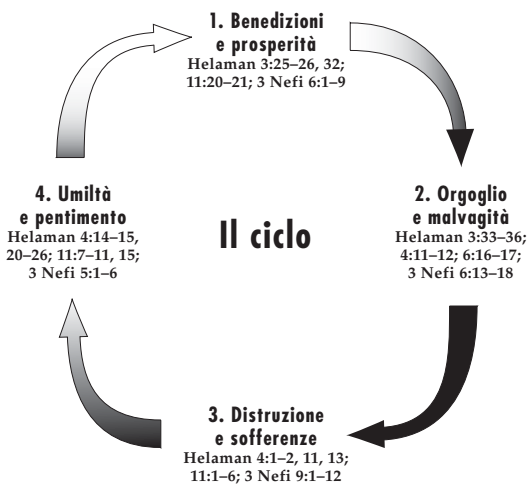 1. Benedizioni
e prosperità
Helaman 3:25–26, 32;
11:20–21; 3 Nefi 6:1–9
2. Orgoglio
e malvagità
Helaman 3:33–36;
4:11–12; 6:16–17;
3 Nefi 6:13–18
3. Distruzione
e sofferenze
Helaman 4:1–2, 11, 13;
11:1–6; 3 Nefi 9:1–12
4. Umiltà
e pentimento
Helaman 4:14–15,
20–26; 11:7–11, 15;
3 Nefi 5:1–6
Il ciclo